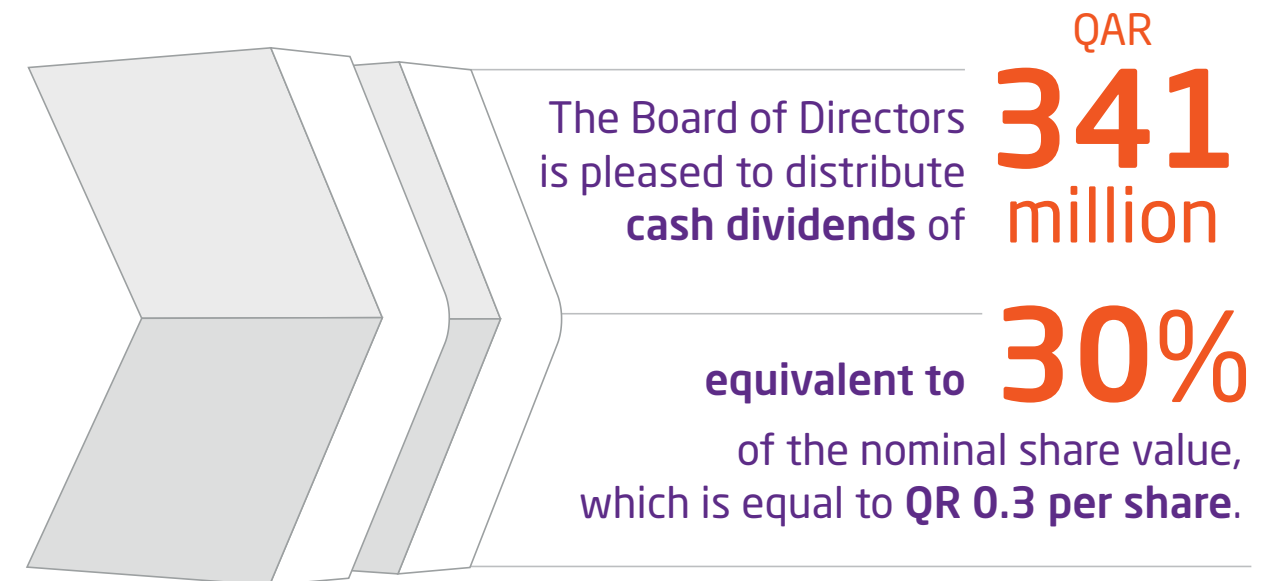 The Board of Directors
is pleased to distribute
cash dividends of
QAR
341
million
equivalent to 30%
of the nominal share value,
which is equal to QR 0.3 per share.